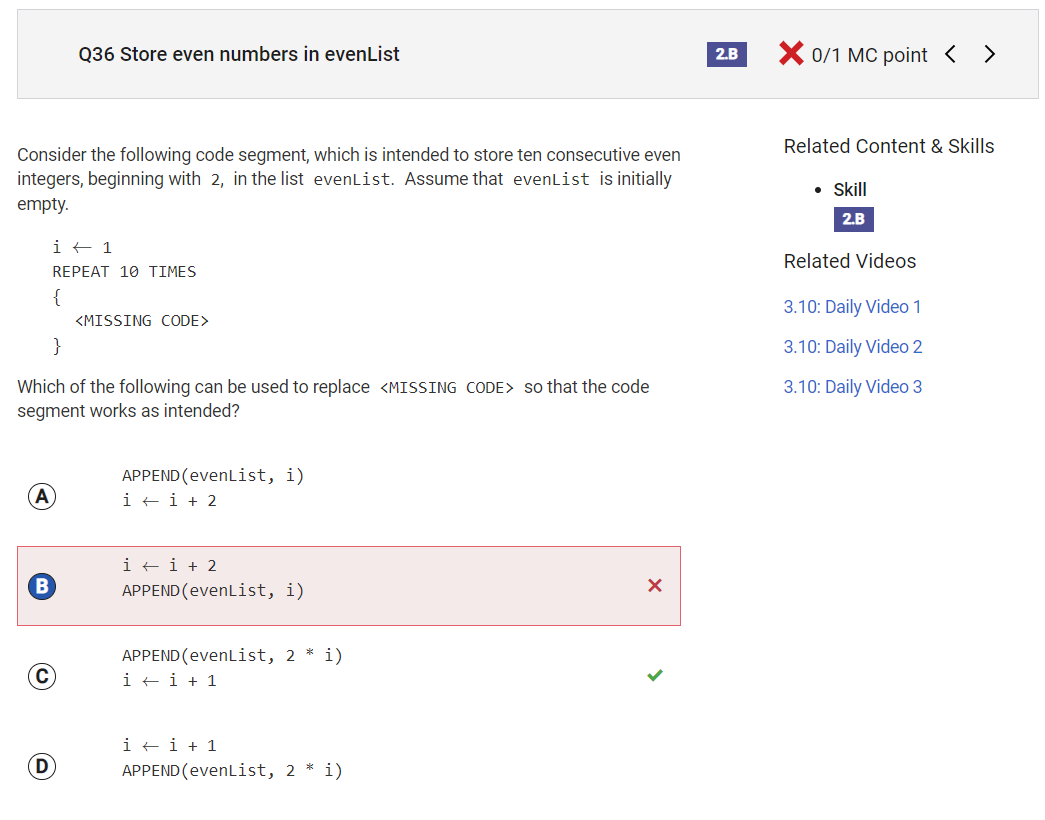 Q36 Store even numbers in evenList
2.B
0/1 MC point
Consider the following code segment, which is intended to store ten consecutive even
integers, beginning with 2, in the list evenList. Assume that evenList is initially
empty.
i ← 1
REPEAT 10 TIMES
{
<MISSING CODE>
}
Which of the following can be used to replace <MISSING CODE> so that the code
segment works as intended?
A
APPEND(evenList, i)
i ← i + 2
B
i ← i + 2
APPEND(evenList, i)
C
APPEND(evenList, 2 * i)
i ← i + 1
D
i ← i + 1
APPEND(evenList, 2 * i)
Related Content & Skills
• Skill
2.B
Related Videos
3.10: Daily Video 1
3.10: Daily Video 2
3.10: Daily Video 3